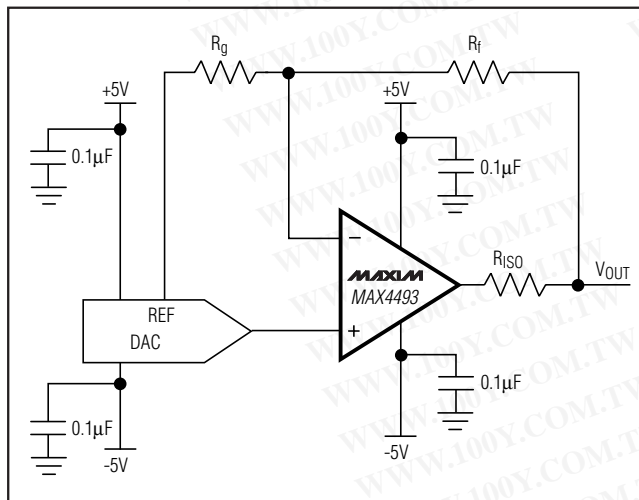 Rg
Rf
+5V
+5V
0.1µF
0.1µF
−
MAXIM
MAX4493
+
RISO
VOUT
REF
DAC
0.1µF
0.1µF
-5V
-5V
WWW.100Y.COM.TW